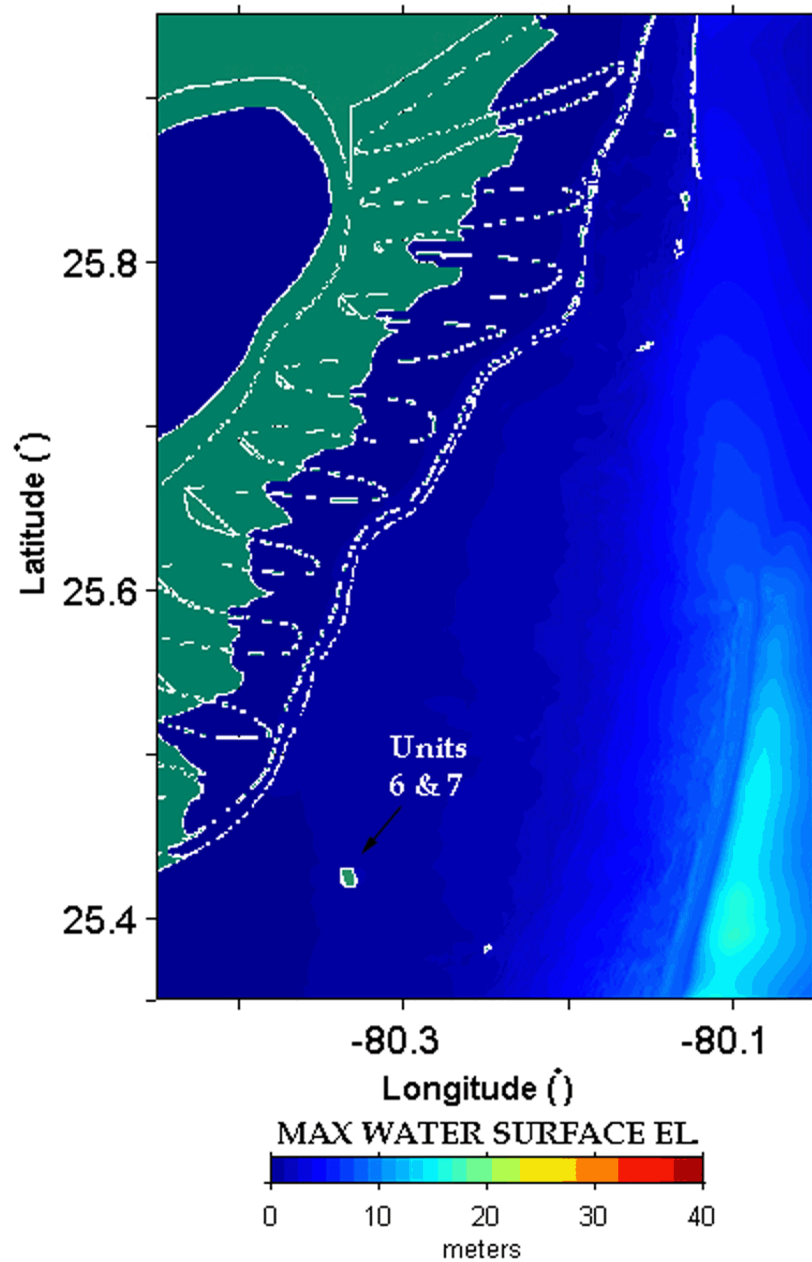 25.8
Latitude (°)
25.6
Units
6 & 7
25.4
-80.3 -80.1
Longitude (°)
MAX WATER SURFACE EL.
0 10 20 30 40
meters